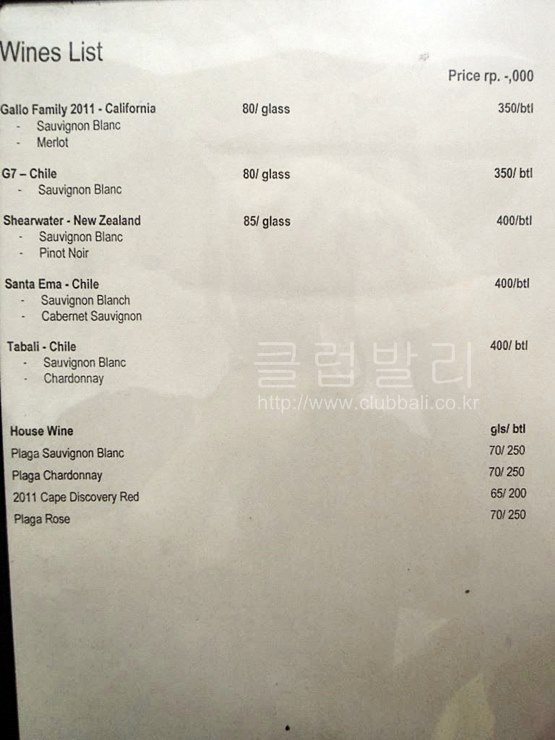 Wines List
Price rp. -,000
Gallo Family 2011 - California 80/ glass 350/btl
- Sauvignon Blanc
- Merlot
G7 – Chile 80/ glass 350/ btl
- Sauvignon Blanc
Shearwater - New Zealand 85/ glass 400/btl
- Sauvignon Blanc
- Pinot Noir
Santa Ema - Chile 400/btl
- Sauvignon Blanch
- Cabernet Sauvignon
Tabali - Chile 400/ btl
- Sauvignon Blanc
- Chardonnay
클럽발리
http://www.clubbali.co.kr
House Wine gls/ btl
Plaga Sauvignon Blanc 70/ 250
Plaga Chardonnay 70/ 250
2011 Cape Discovery Red 65/ 200
Plaga Rose 70/ 250